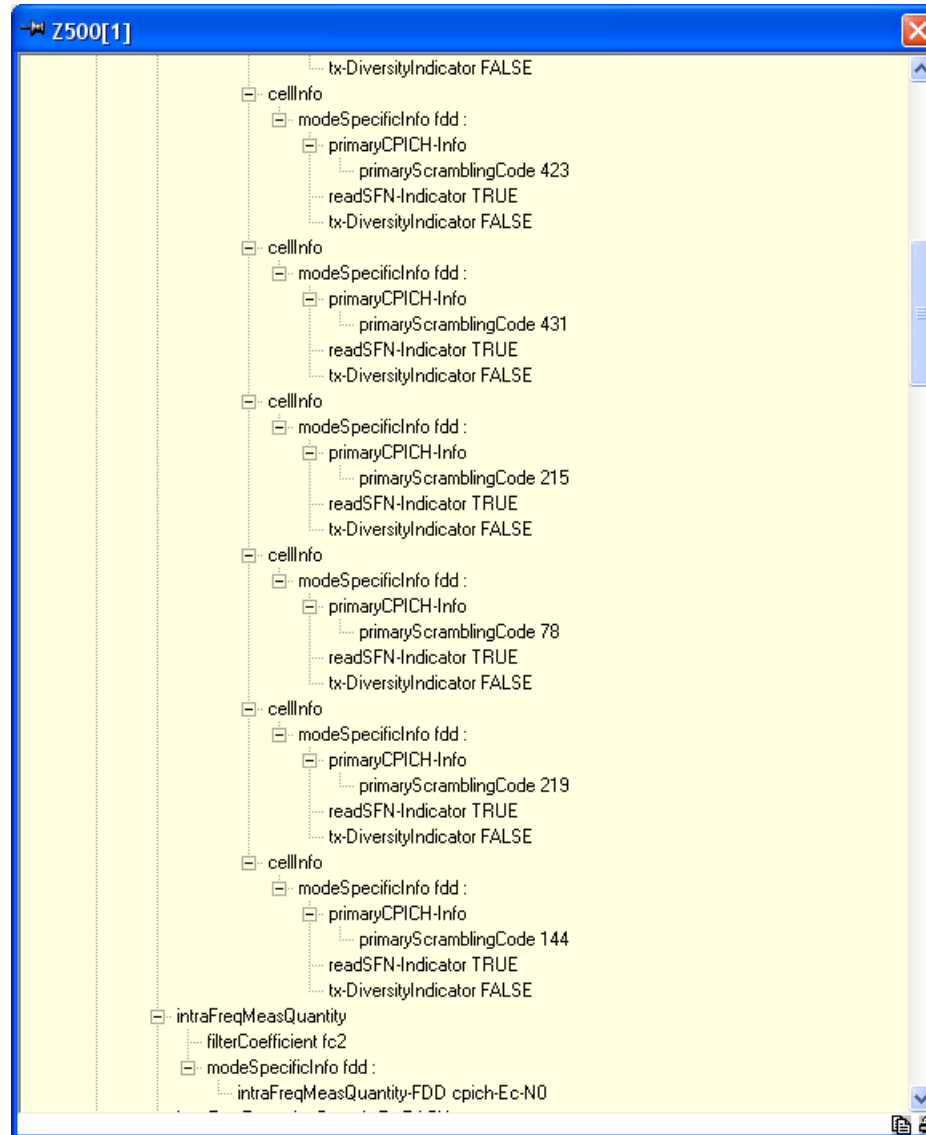 Z500[1]
tx-DiversityIndicator FALSE
cellInfo
modeSpecificInfo fdd :
primaryCPICH-Info
primaryScramblingCode 423
readSFN-Indicator TRUE
tx-DiversityIndicator FALSE
cellInfo
modeSpecificInfo fdd :
primaryCPICH-Info
primaryScramblingCode 431
readSFN-Indicator TRUE
tx-DiversityIndicator FALSE
cellInfo
modeSpecificInfo fdd :
primaryCPICH-Info
primaryScramblingCode 215
readSFN-Indicator TRUE
tx-DiversityIndicator FALSE
cellInfo
modeSpecificInfo fdd :
primaryCPICH-Info
primaryScramblingCode 78
readSFN-Indicator TRUE
tx-DiversityIndicator FALSE
cellInfo
modeSpecificInfo fdd :
primaryCPICH-Info
primaryScramblingCode 219
readSFN-Indicator TRUE
tx-DiversityIndicator FALSE
cellInfo
modeSpecificInfo fdd :
primaryCPICH-Info
primaryScramblingCode 144
readSFN-Indicator TRUE
tx-DiversityIndicator FALSE
intraFreqMeasQuantity
filterCoefficient fc2
modeSpecificInfo fdd :
intraFreqMeasQuantity-FDD cpich-Ec-N0